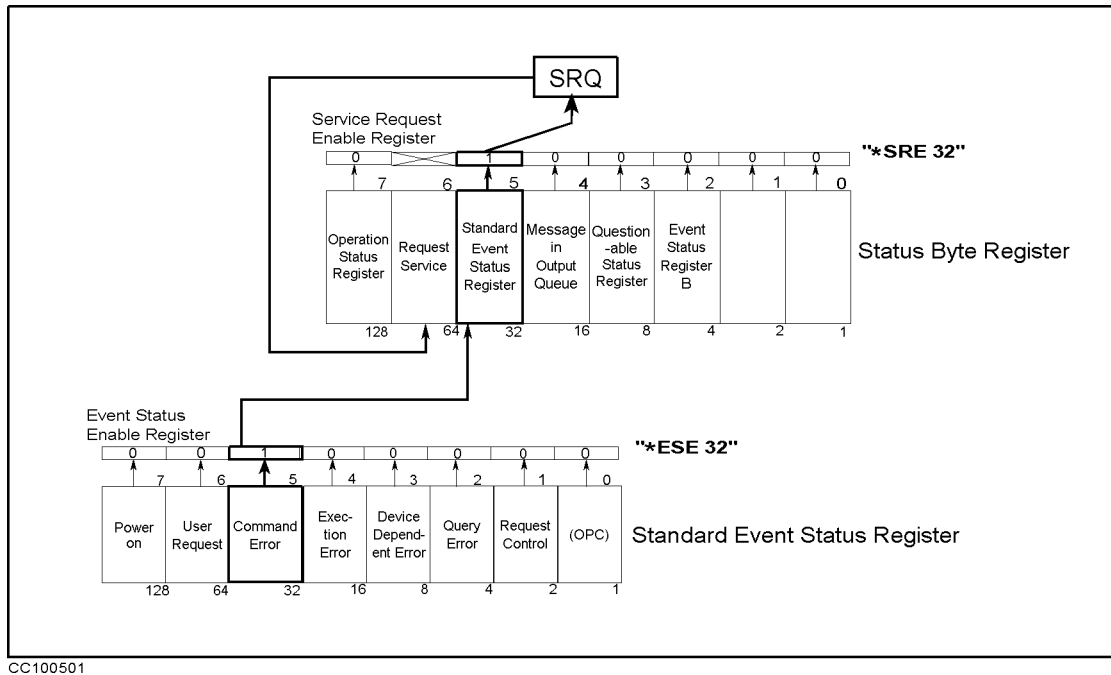 SRQ
Service Request
Enable Register
0 1 0 0 0 0 0
"*SRE 32"
7 6 5 4 3 2 1 0
Operation
Status
Register
Request
Service
Standard
Event
Status
Register
Message
in
Output
Queue
Question
-able
Status
Register
Event
Status
Register
B
Status Byte Register
128 64 32 16 8 4 2 1
Event Status
Enable Register
0 0 1 0 0 0 0 0
"*ESE 32"
7 6 5 4 3 2 1 0
Power
on
User
Request
Command
Error
Exec-
tion
Error
Device
Depend-
ent Error
Query
Error
Request
Control
(OPC)
Standard Event Status Register
128 64 32 16 8 4 2 1
CC100501